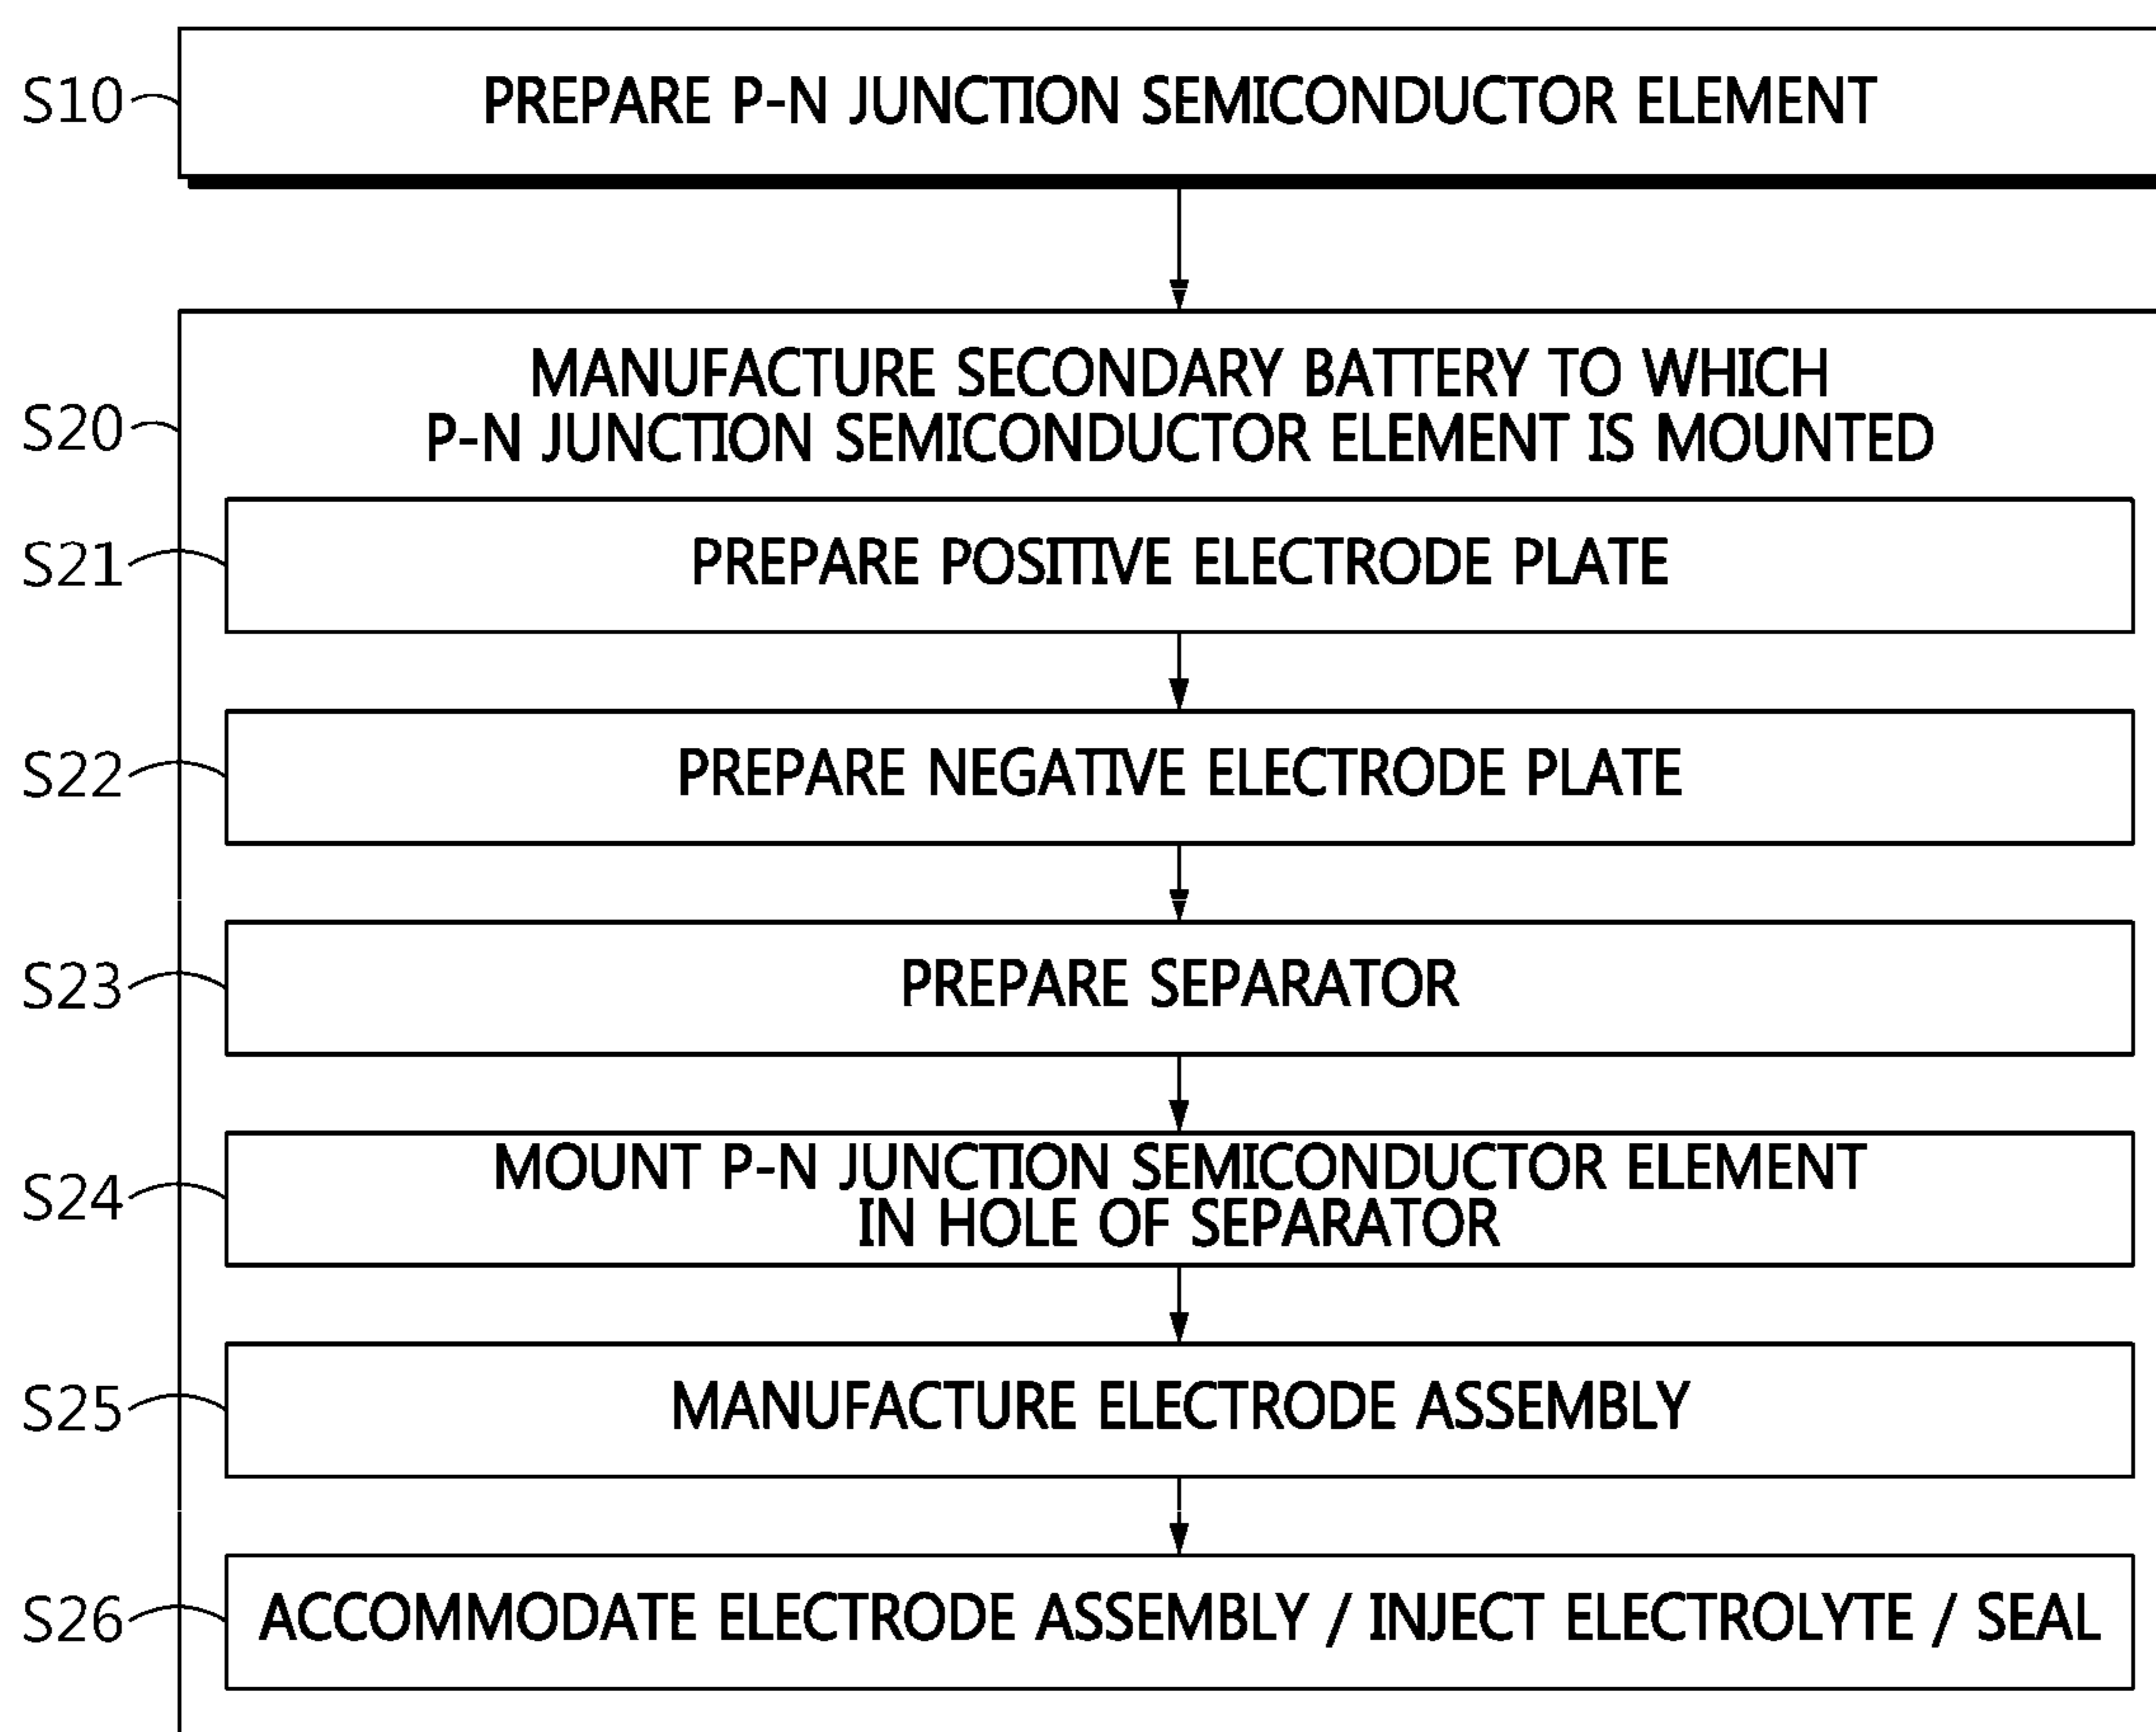 S10
PREPARE P-N JUNCTION SEMICONDUCTOR ELEMENT
S20
MANUFACTURE SECONDARY BATTERY TO WHICH
P-N JUNCTION SEMICONDUCTOR ELEMENT IS MOUNTED
S21
PREPARE POSITIVE ELECTRODE PLATE
S22
PREPARE NEGATIVE ELECTRODE PLATE
S23
PREPARE SEPARATOR
S24
MOUNT P-N JUNCTION SEMICONDUCTOR ELEMENT
IN HOLE OF SEPARATOR
S25
MANUFACTURE ELECTRODE ASSEMBLY
S26
ACCOMMODATE ELECTRODE ASSEMBLY / INJECT ELECTROLYTE / SEAL